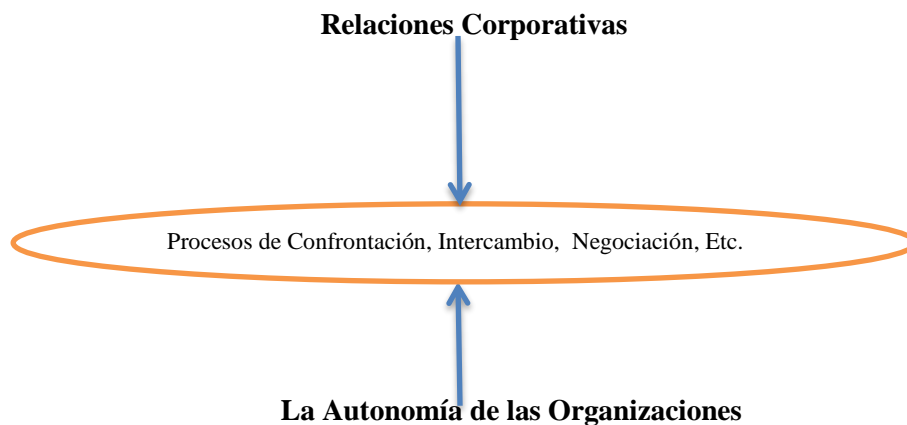 Relaciones Corporativas
Procesos de Confrontación, Intercambio, Negociación, Etc.
La Autonomía de las Organizaciones